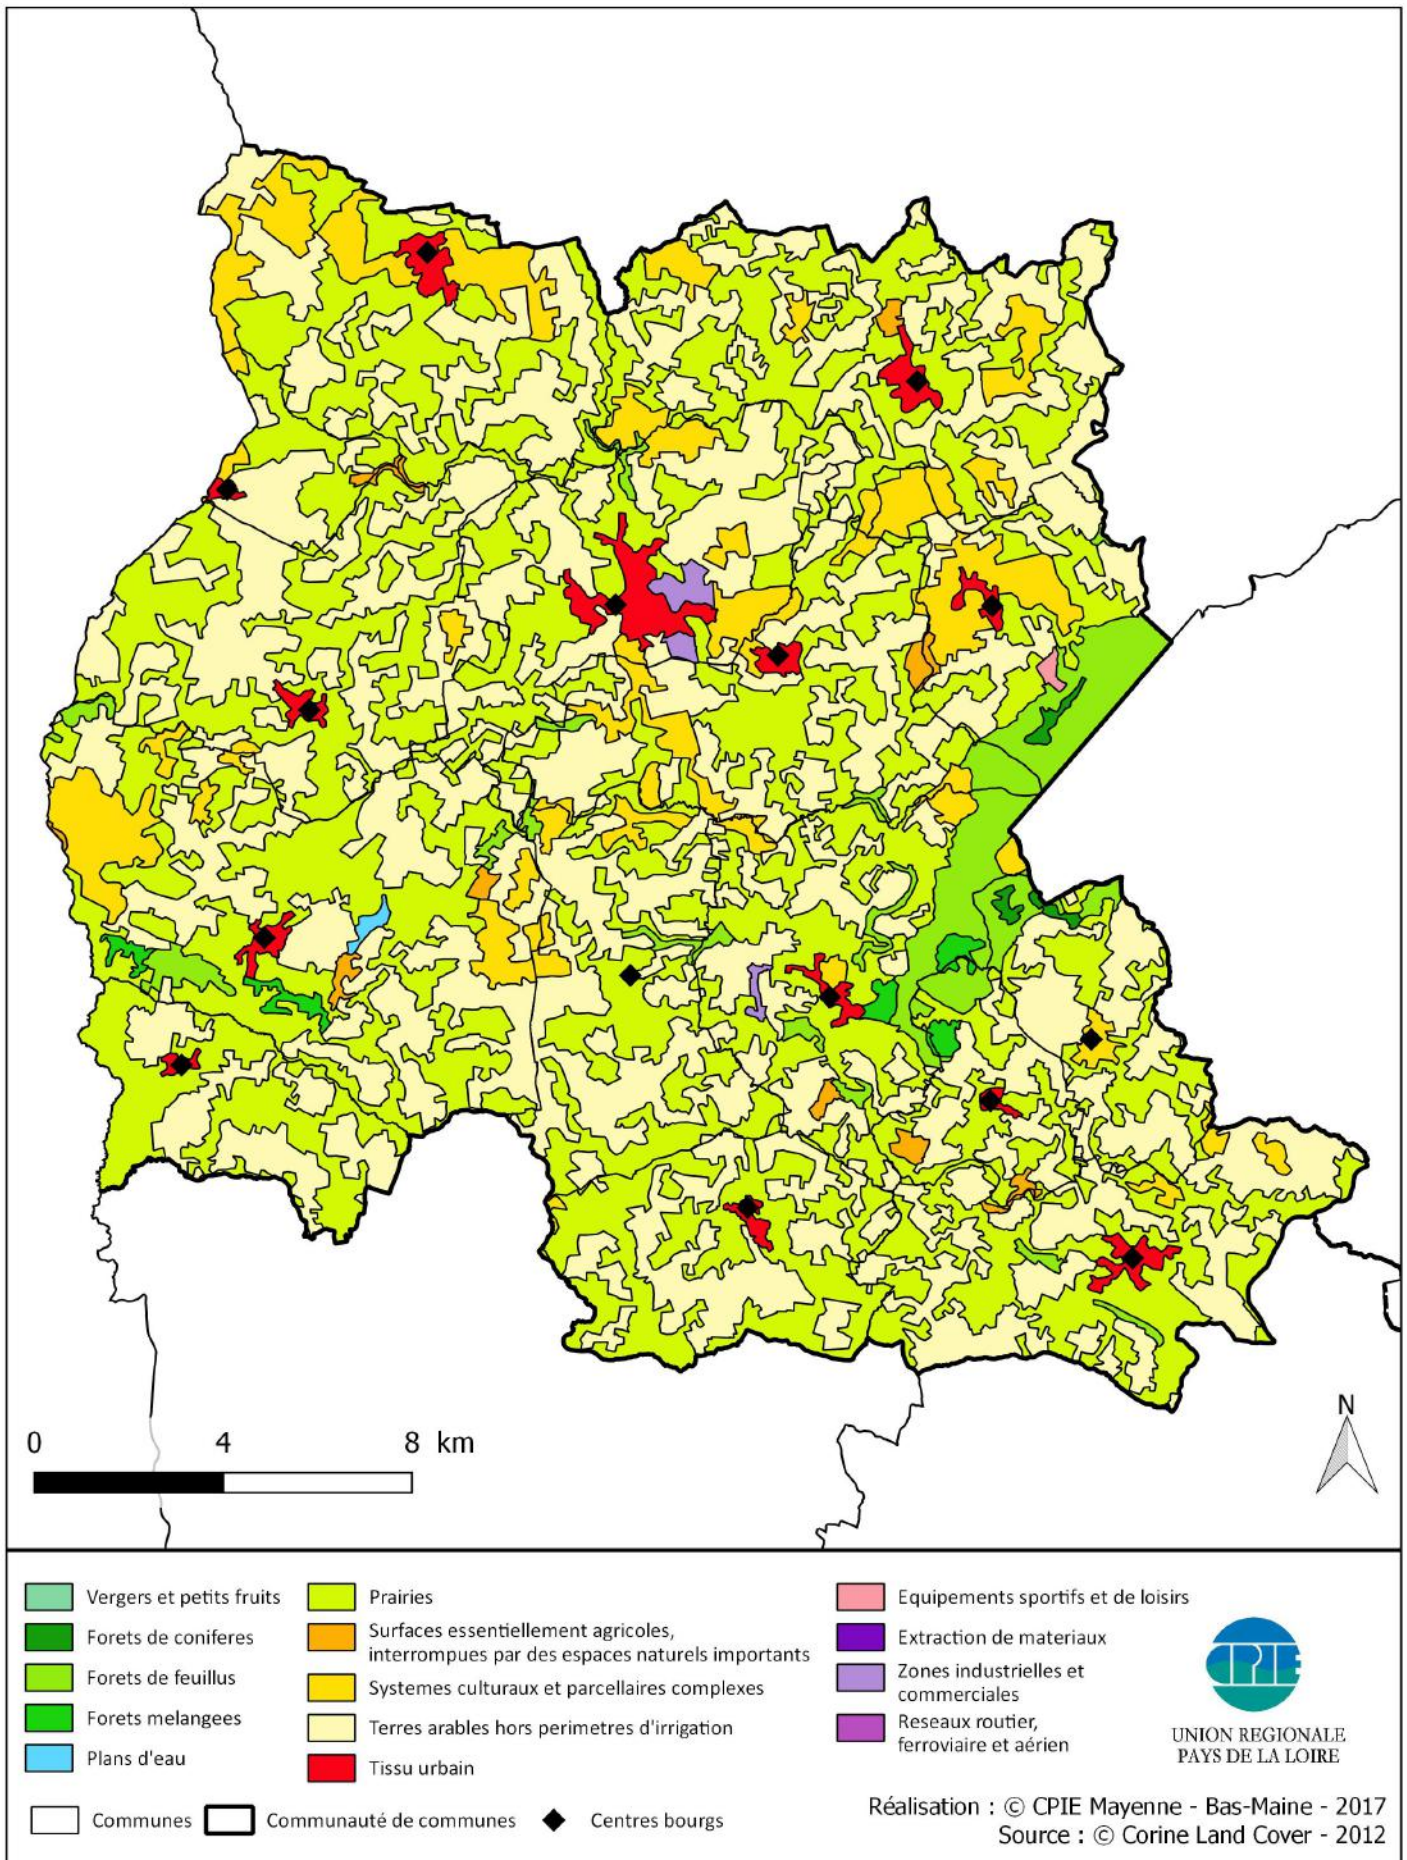 N
0 4 8 km
Vergers et petits fruits
Forets de coniferes
Forets de feuillus
Forets melangees
Plans d'eau
Prairies
Surfaces essentiellement agricoles,
interrompues par des espaces naturels importants
Systemes culturaux et parcellaires complexes
Terres arables hors perimetres d'irrigation
Tissu urbain
Equipements sportifs et de loisirs
Extraction de materiaux
Zones industrielles et
commerciales
Reseaux routier,
ferroviaire et aérien
CPIE
UNION REGIONALE
PAYS DE LA LOIRE
Communes
Communauté de communes
Centres bourgs
Réalisation : © CPIE Mayenne - Bas-Maine - 2017
Source : © Corine Land Cover - 2012